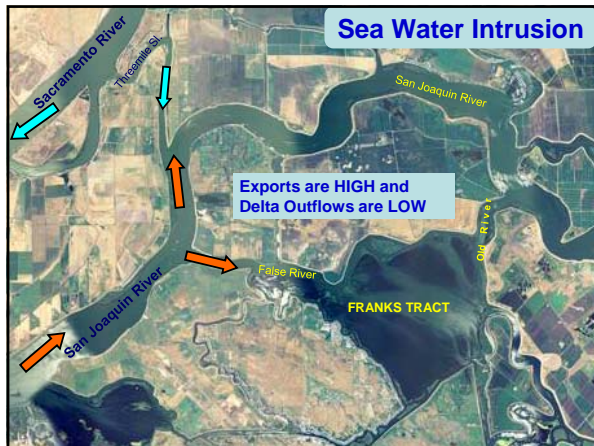 Sea Water Intrusion
Sacramento River
Threemile Sl.
San Joaquin River
Exports are HIGH and
Delta Outflows are LOW
Old River
False River
FRANKS TRACT
San Joaquin River